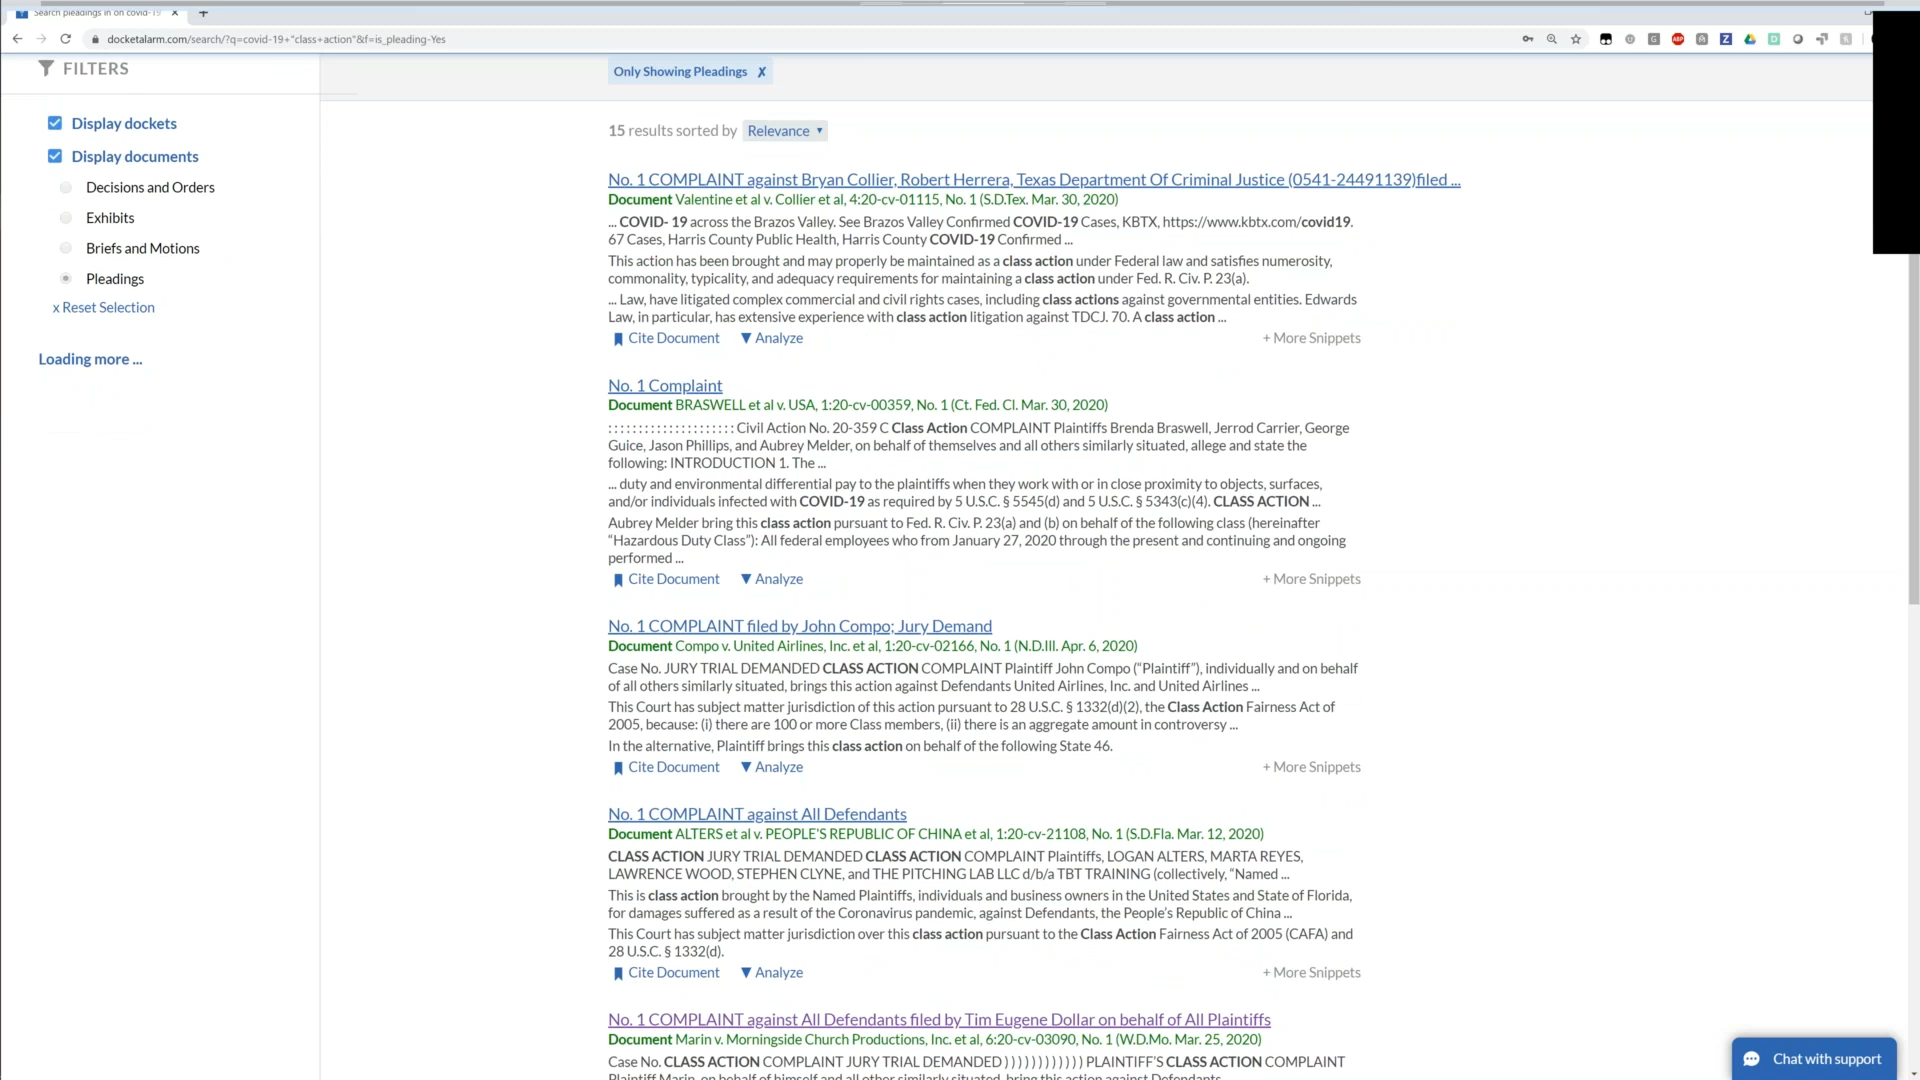 Search pleadings in on covid-19
docketalarm.com/search/?q=covid-19+"class+action"&f=is_pleading-Yes
FILTERS
Only Showing Pleadings ✗
Display dockets
Display documents
Decisions and Orders
Exhibits
Briefs and Motions
Pleadings
x Reset Selection
Loading more ...
15 results sorted by Relevance ▼
No. 1 COMPLAINT against Bryan Collier, Robert Herrera, Texas Department Of Criminal Justice (0541-24491139)filed ...
Document Valentine et al v. Collier et al, 4:20-cv-01115, No. 1 (S.D.Tex. Mar. 30, 2020)
... COVID- 19 across the Brazos Valley. See Brazos Valley Confirmed COVID-19 Cases, KBTX, https://www.kbtx.com/covid19.
67 Cases, Harris County Public Health, Harris County COVID-19 Confirmed ...
This action has been brought and may properly be maintained as a class action under Federal law and satisfies numerosity,
commonality, typicality, and adequacy requirements for maintaining a class action under Fed. R. Civ. P. 23(a).
... Law, have litigated complex commercial and civil rights cases, including class actions against governmental entities. Edwards
Law, in particular, has extensive experience with class action litigation against TDCJ. 70. A class action ...
Cite Document ▼ Analyze + More Snippets
No. 1 Complaint
Document BRASWELL et al v. USA, 1:20-cv-00359, No. 1 (Ct. Fed. Cl. Mar. 30, 2020)
: : : : : : : : : : : : : : : : : : : : : Civil Action No. 20-359 C Class Action COMPLAINT Plaintiffs Brenda Braswell, Jerrod Carrier, George
Guice, Jason Phillips, and Aubrey Melder, on behalf of themselves and all others similarly situated, allege and state the
following: INTRODUCTION 1. The ...
... duty and environmental differential pay to the plaintiffs when they work with or in close proximity to objects, surfaces,
and/or individuals infected with COVID-19 as required by 5 U.S.C. § 5545(d) and 5 U.S.C. § 5343(c)(4). CLASS ACTION ...
Aubrey Melder bring this class action pursuant to Fed. R. Civ. P. 23(a) and (b) on behalf of the following class (hereinafter
“Hazardous Duty Class”): All federal employees who from January 27, 2020 through the present and continuing and ongoing
performed ...
Cite Document ▼ Analyze + More Snippets
No. 1 COMPLAINT filed by John Compo; Jury Demand
Document Compo v. United Airlines, Inc. et al, 1:20-cv-02166, No. 1 (N.D.Ill. Apr. 6, 2020)
Case No. JURY TRIAL DEMANDED CLASS ACTION COMPLAINT Plaintiff John Compo (“Plaintiff”), individually and on behalf
of all others similarly situated, brings this action against Defendants United Airlines, Inc. and United Airlines ...
This Court has subject matter jurisdiction of this action pursuant to 28 U.S.C. § 1332(d)(2), the Class Action Fairness Act of
2005, because: (i) there are 100 or more Class members, (ii) there is an aggregate amount in controversy ...
In the alternative, Plaintiff brings this class action on behalf of the following State 46.
Cite Document ▼ Analyze + More Snippets
No. 1 COMPLAINT against All Defendants
Document ALTERS et al v. PEOPLE'S REPUBLIC OF CHINA et al, 1:20-cv-21108, No. 1 (S.D.Fla. Mar. 12, 2020)
CLASS ACTION JURY TRIAL DEMANDED CLASS ACTION COMPLAINT Plaintiffs, LOGAN ALTERS, MARTA REYES,
LAWRENCE WOOD, STEPHEN CLYNE, and THE PITCHING LAB LLC d/b/a TBT TRAINING (collectively, “Named ...
This is class action brought by the Named Plaintiffs, individuals and business owners in the United States and State of Florida,
for damages suffered as a result of the Coronavirus pandemic, against Defendants, the People's Republic of China ...
This Court has subject matter jurisdiction over this class action pursuant to the Class Action Fairness Act of 2005 (CAFA) and
28 U.S.C. § 1332(d).
Cite Document ▼ Analyze + More Snippets
No. 1 COMPLAINT against All Defendants filed by Tim Eugene Dollar on behalf of All Plaintiffs
Document Marin v. Morningside Church Productions, Inc. et al, 6:20-cv-03090, No. 1 (W.D.Mo. Mar. 25, 2020)
Case No. CLASS ACTION COMPLAINT JURY TRIAL DEMANDED ) ) ) ) ) ) ) ) ) ) ) ) PLAINTIFF'S CLASS ACTION COMPLAINT
Plaintiff Marin, on behalf of himself and all other similarly situated, bring this action against Defendants
Chat with support